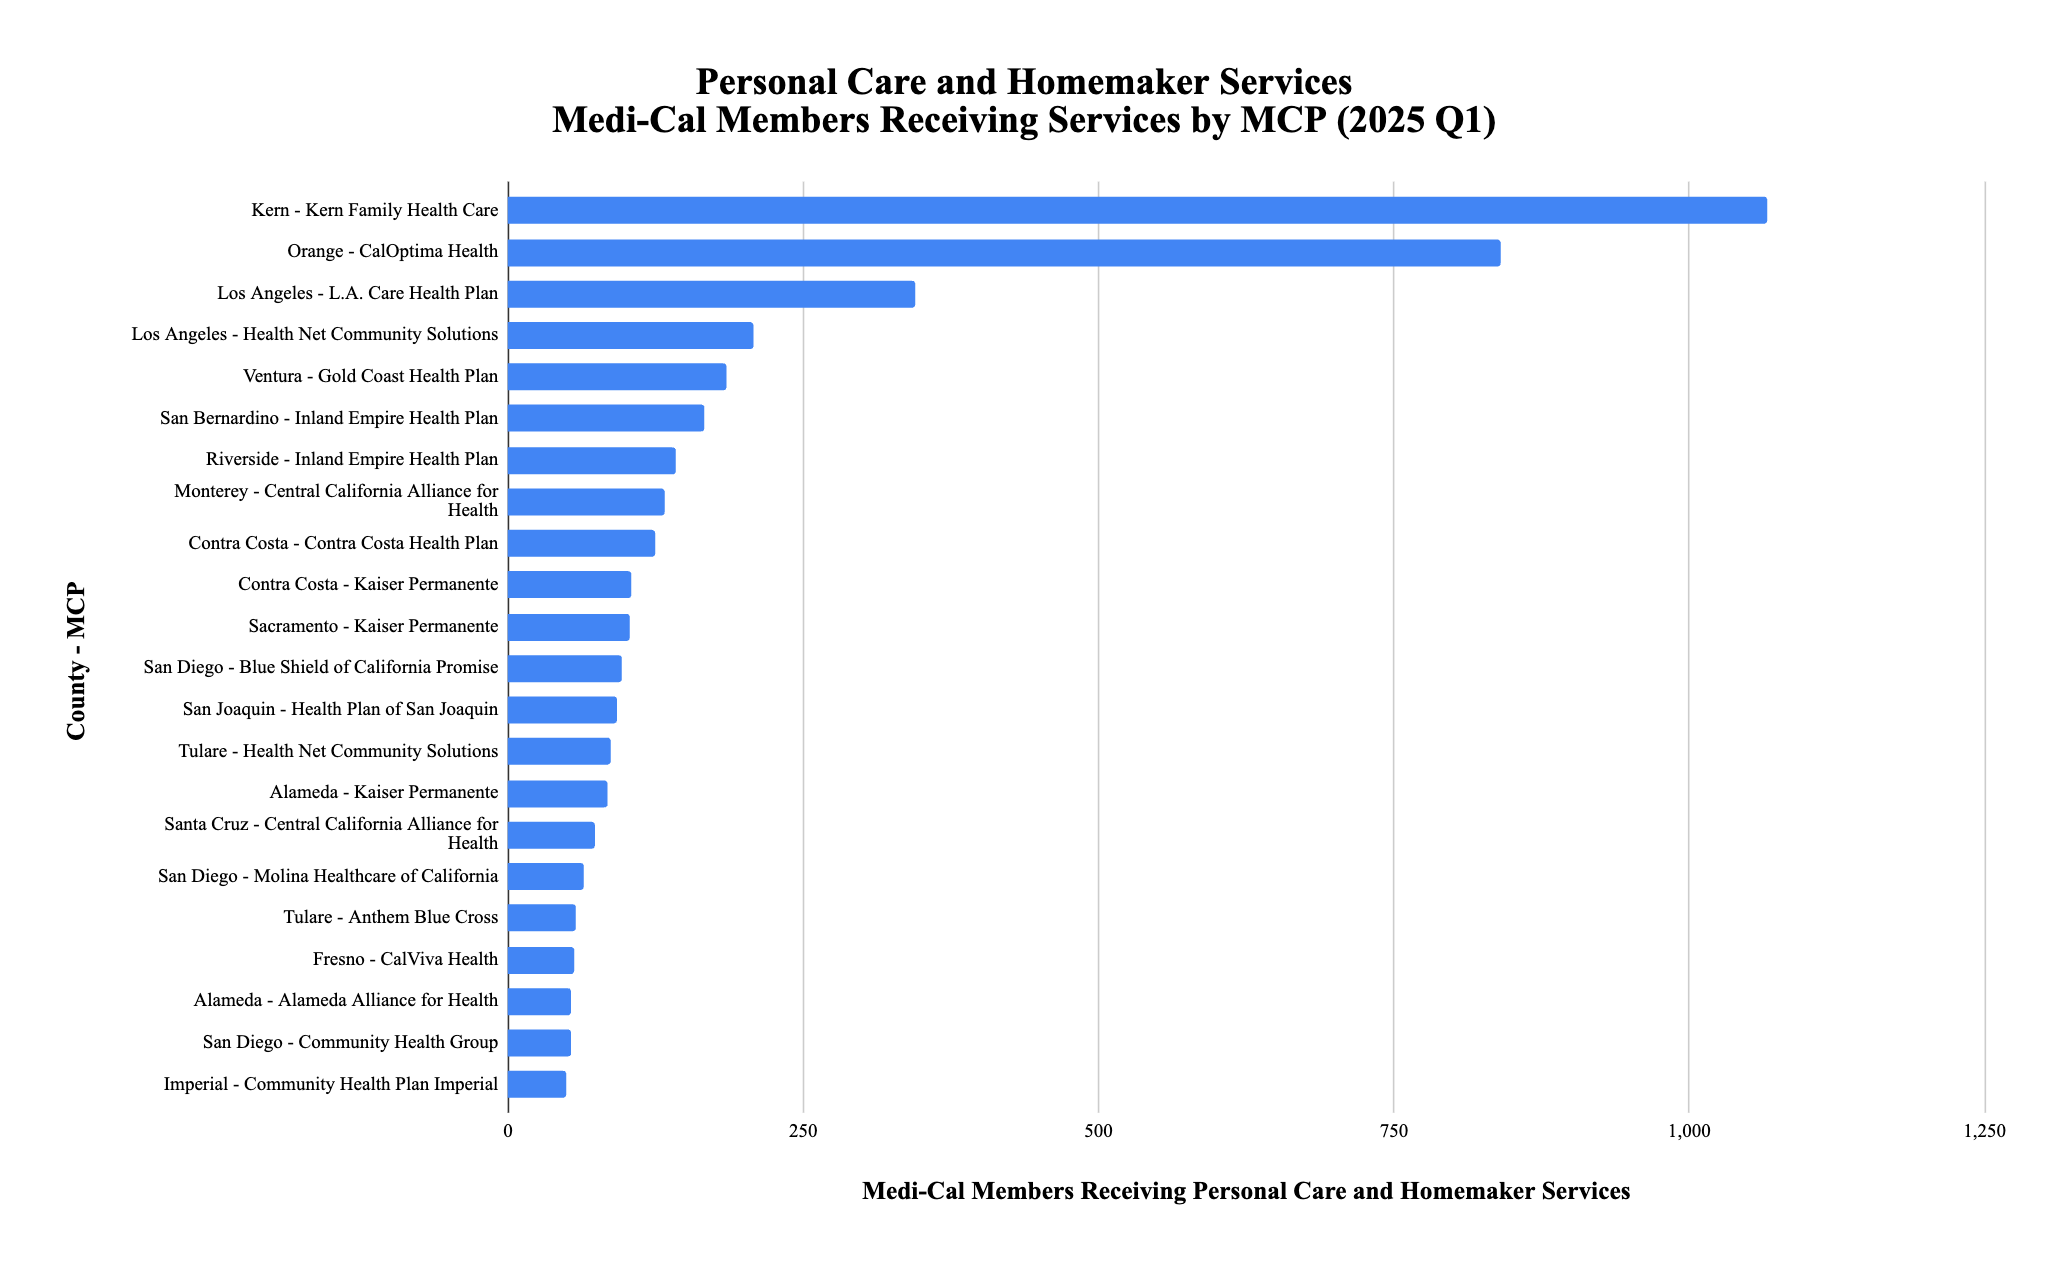 Personal Care and Homemaker Services
Medi-Cal Members Receiving Services by MCP (2025 Q1)
County - MCP
Kern - Kern Family Health Care
Orange - CalOptima Health
Los Angeles - L.A. Care Health Plan
Los Angeles - Health Net Community Solutions
Ventura - Gold Coast Health Plan
San Bernardino - Inland Empire Health Plan
Riverside - Inland Empire Health Plan
Monterey - Central California Alliance for
Health
Contra Costa - Contra Costa Health Plan
Contra Costa - Kaiser Permanente
Sacramento - Kaiser Permanente
San Diego - Blue Shield of California Promise
San Joaquin - Health Plan of San Joaquin
Tulare - Health Net Community Solutions
Alameda - Kaiser Permanente
Santa Cruz - Central California Alliance for
Health
San Diego - Molina Healthcare of California
Tulare - Anthem Blue Cross
Fresno - CalViva Health
Alameda - Alameda Alliance for Health
San Diego - Community Health Group
Imperial - Community Health Plan Imperial
0 250 500 750 1,000 1,250
Medi-Cal Members Receiving Personal Care and Homemaker Services